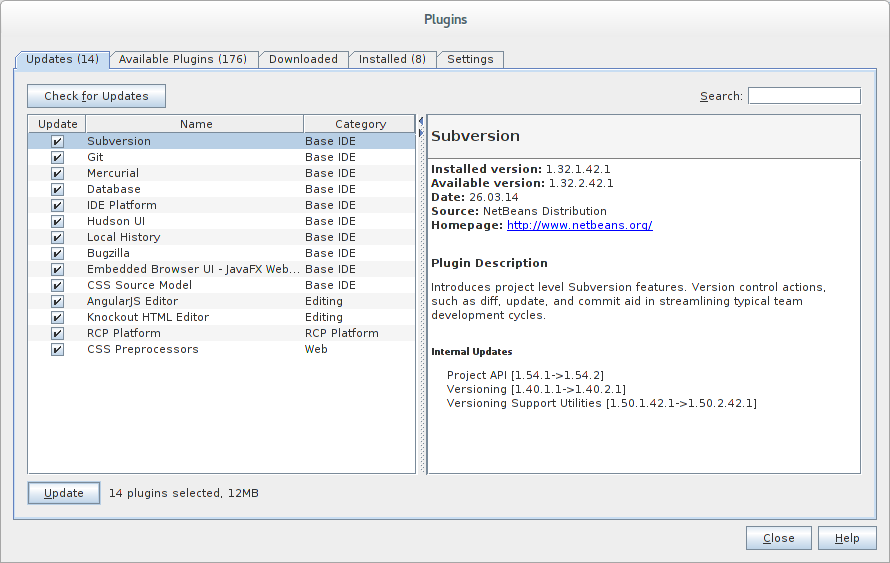 Plugins
Updates (14) Available Plugins (176) Downloaded Installed (8) Settings
Check for Updates Search:
Update Name Category
Subversion Base IDE
Git Base IDE
Mercurial Base IDE
Database Base IDE
IDE Platform Base IDE
Hudson UI Base IDE
Local History Base IDE
Bugzilla Base IDE
Embedded Browser UI - JavaFX Web... Base IDE
CSS Source Model Base IDE
AngularJS Editor Editing
Knockout HTML Editor Editing
RCP Platform RCP Platform
CSS Preprocessors Web
Subversion
Installed version: 1.32.1.42.1
Available version: 1.32.2.42.1
Date: 26.03.14
Source: NetBeans Distribution
Homepage: http://www.netbeans.org/
Plugin Description
Introduces project level Subversion features. Version control actions,
such as diff, update, and commit aid in streamlining typical team
development cycles.
Internal Updates
Project API [1.54.1->1.54.2]
Versioning [1.40.1.1->1.40.2.1]
Versioning Support Utilities [1.50.1.42.1->1.50.2.42.1]
Update 14 plugins selected, 12MB
Close Help